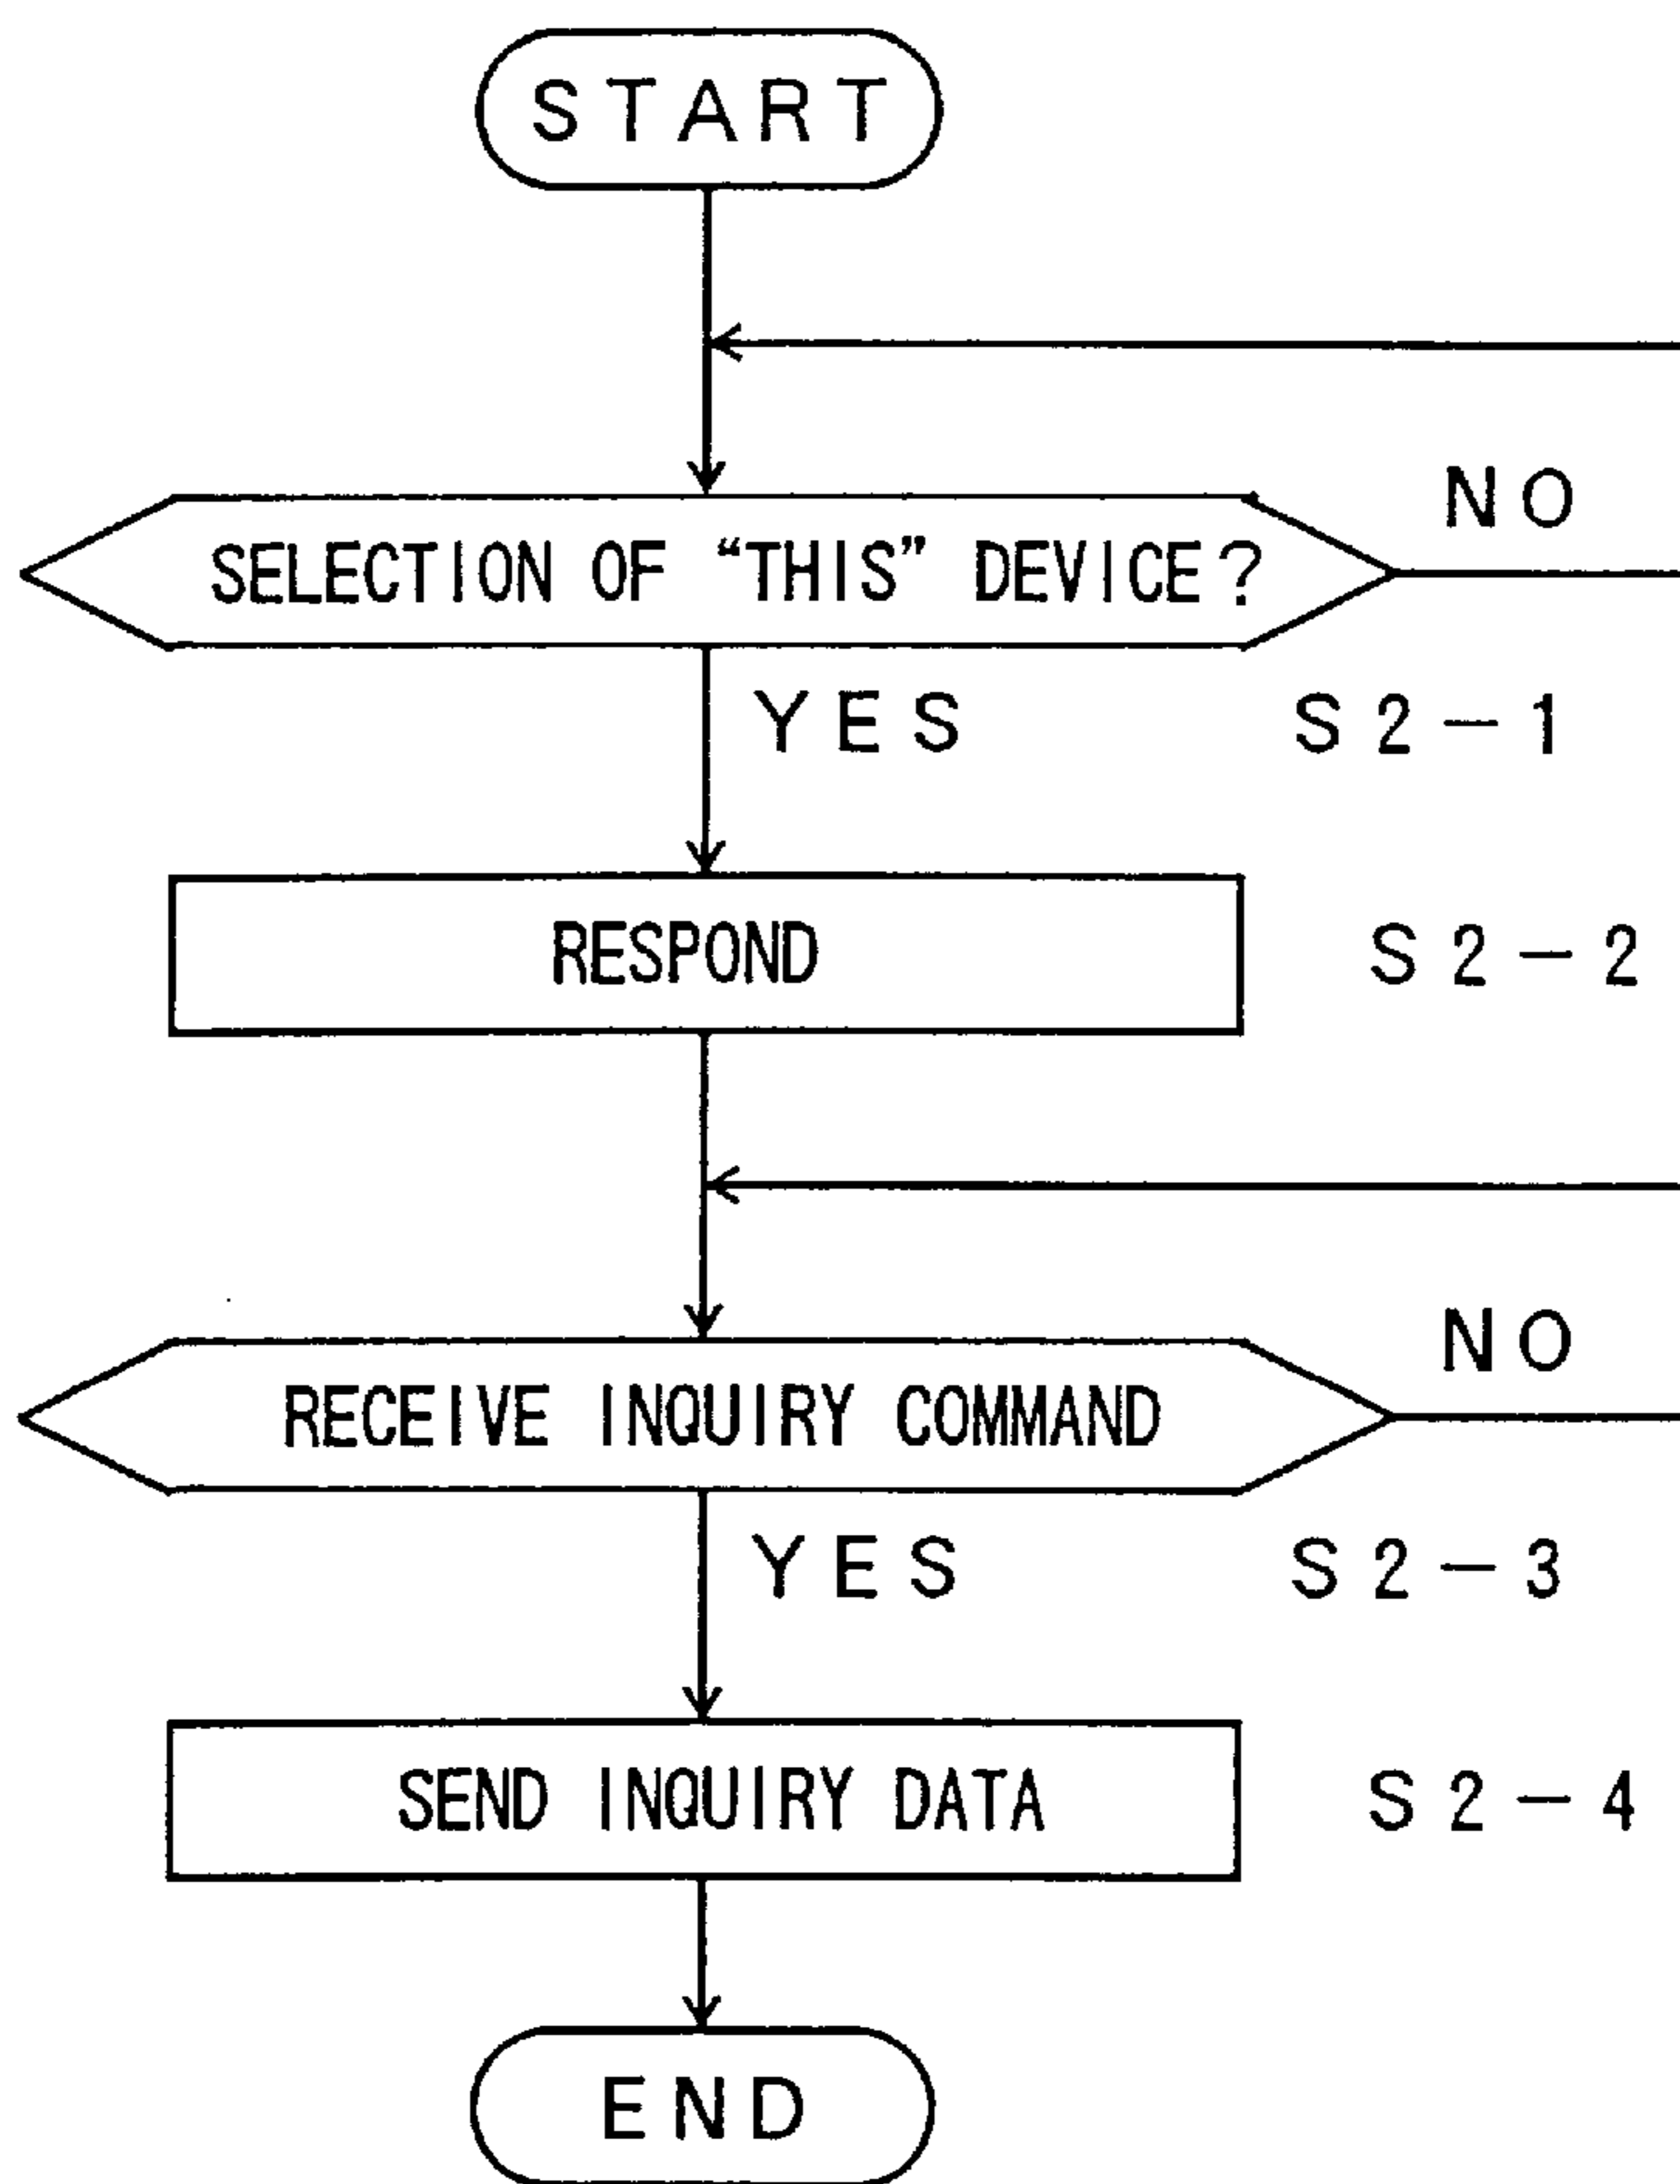 START
NO
SELECTION OF “THIS” DEVICE?
YES
S2-1
RESPOND
S2-2
NO
RECEIVE INQUIRY COMMAND
YES
S2-3
SEND INQUIRY DATA
S2-4
END